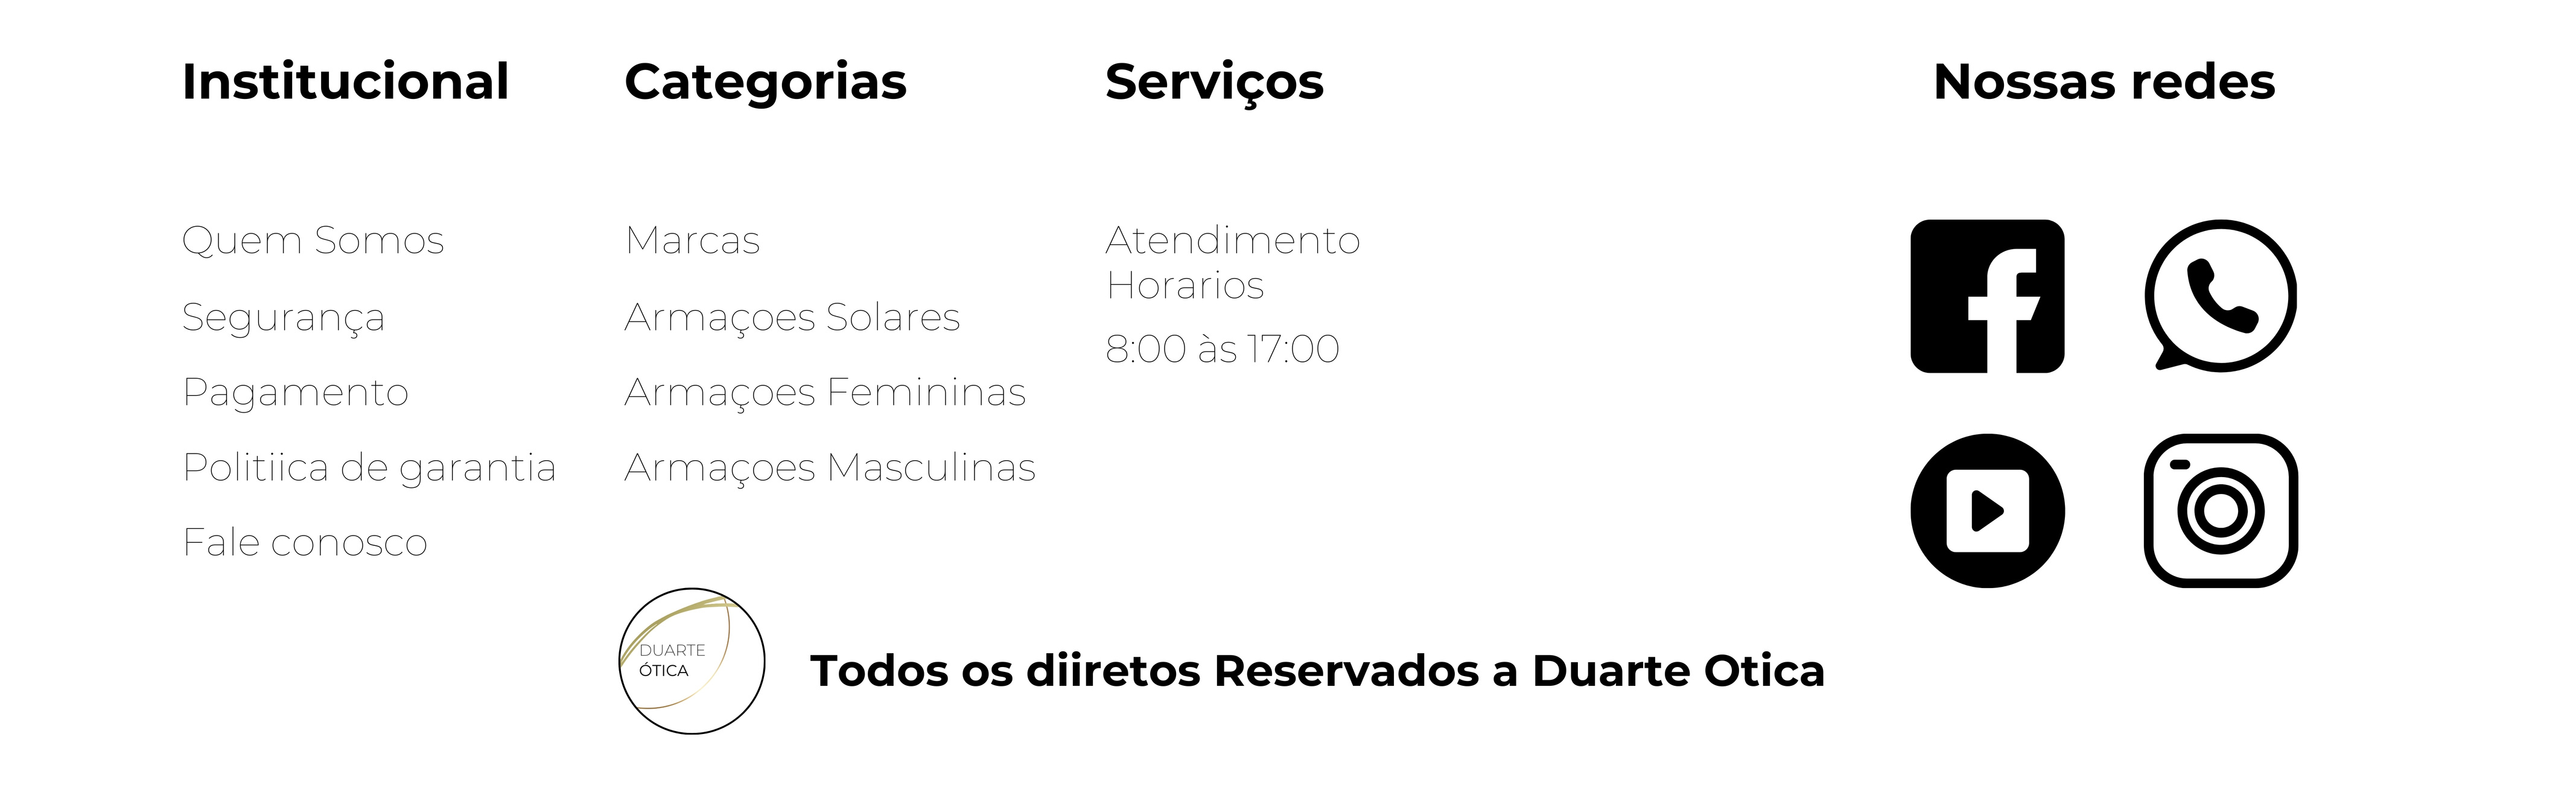 Institucional
Quem Somos
Segurança
Pagamento
Politiica de garantia
Fale conosco
Categorias
Marcas
Armaçoes Solares
Armaçoes Femininas
Armaçoes Masculinas
Serviços
Atendimento
Horarios
8:00 às 17:00
Nossas redes
DUARTE
ÓTICA
Todos os diiretos Reservados a Duarte Otica